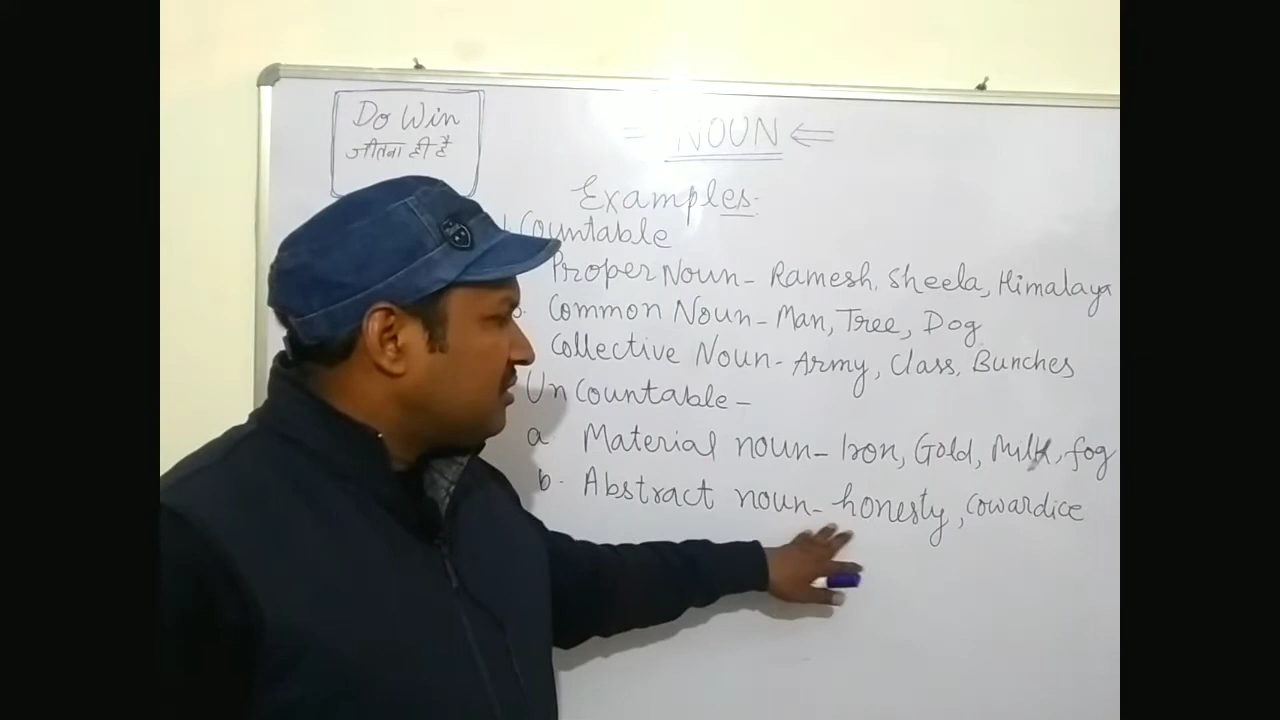 Do Win
जीतना ही है
= NOUN ⇐
Examples:
Countable
Proper Noun- Ramesh, Sheela, Himalaya
b. Common Noun- Man, Tree, Dog
Collective Noun- Army, Class, Bunches
UnCountable -
a. Material noun- Iron, Gold, Milk, fog
b. Abstract noun- honesty, Cowardice